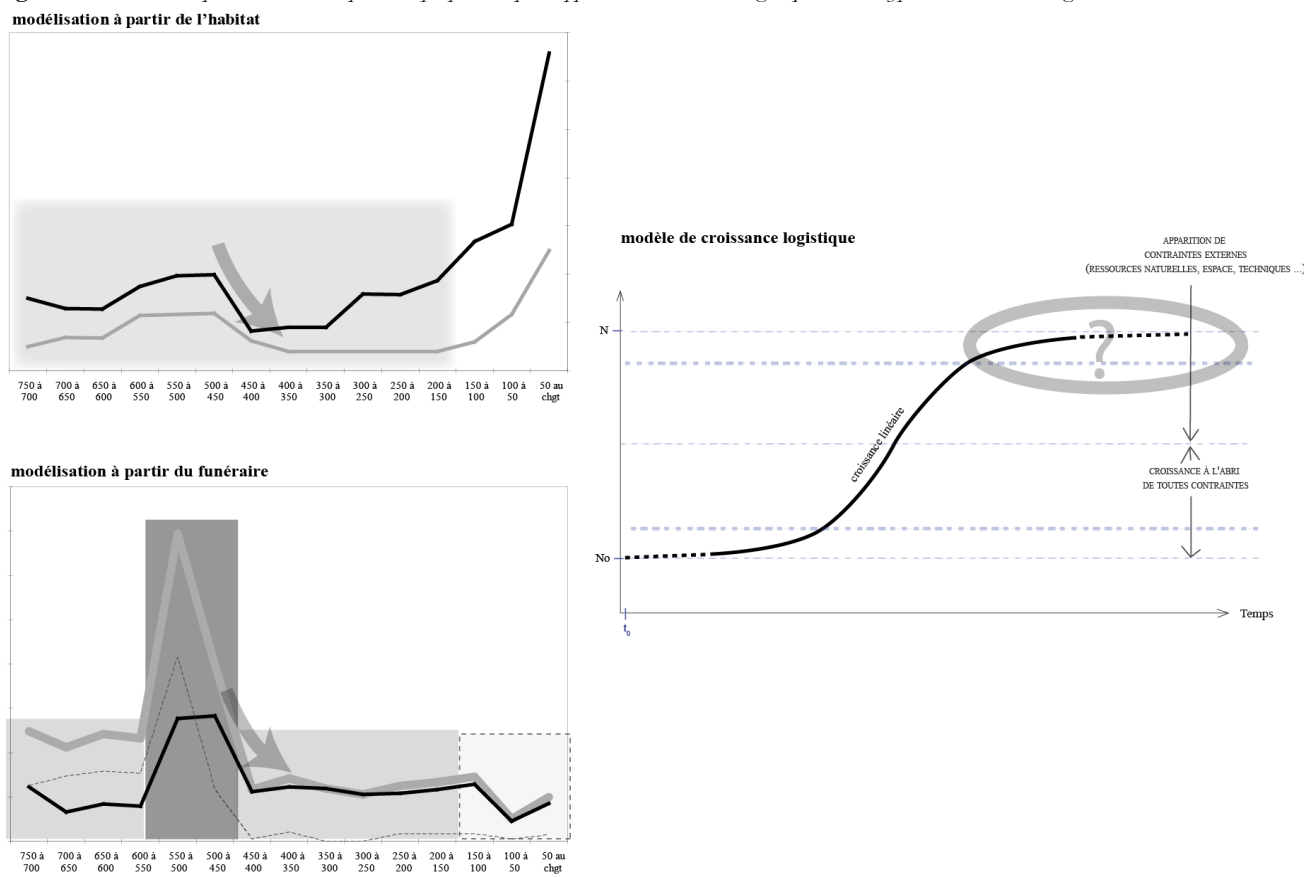 modélisation à partir de l’habitat
750 à 700 à 650 à 600 à 550 à 500 à 450 à 400 à 350 à 300 à 250 à 200 à 150 à 100 à 50 au
700 650 600 550 500 450 400 350 300 250 200 150 100 50 chgt
modèle de croissance logistique
APPARITION DE
CONTRAINTES EXTERNES
(RESSOURCES NATURELLES, ESPACE, TECHNIQUES ...)
N
?
croissance linéaire
CROISSANCE À L'ABRI
DE TOUTES CONTRAINTES
No
Temps
t0
modélisation à partir du funéraire
750 à 700 à 650 à 600 à 550 à 500 à 450 à 400 à 350 à 300 à 250 à 200 à 150 à 100 à 50 au
700 650 600 550 500 450 400 350 300 250 200 150 100 50 chgt